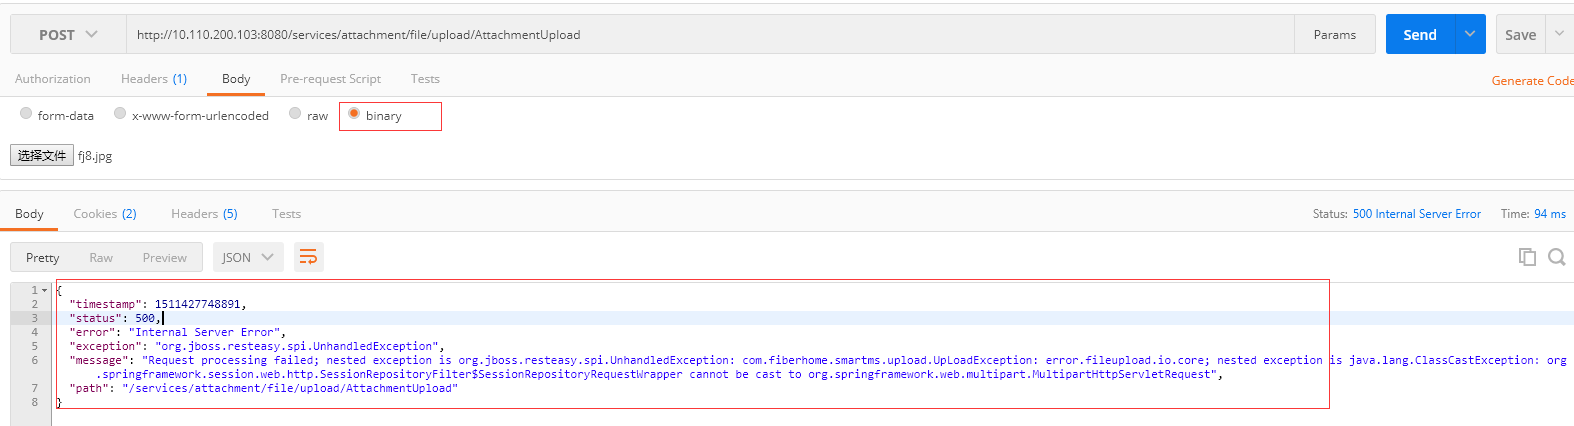 POST http://10.110.200.103:8080/services/attachment/file/upload/AttachmentUpload Params Send Save
Authorization Headers (1) Body Pre-request Script Tests Generate Code
form-data x-www-form-urlencoded raw binary
选择文件 fj8.jpg
Body Cookies (2) Headers (5) Tests Status: 500 Internal Server Error Time: 94 ms
Pretty Raw Preview JSON
1 {
2 "timestamp": 1511427748891,
3 "status": 500,
4 "error": "Internal Server Error",
5 "exception": "org.jboss.resteasy.spi.UnhandledException",
6 "message": "Request processing failed; nested exception is org.jboss.resteasy.spi.UnhandledException: com.fiberhome.smartms.upload.UpLoadException: error.fileupload.io.core; nested exception is java.lang.ClassCastException: org
.springframework.session.web.http.SessionRepositoryFilter$SessionRepositoryRequestWrapper cannot be cast to org.springframework.web.multipart.MultipartHttpServletRequest",
7 "path": "/services/attachment/file/upload/AttachmentUpload"
8 }